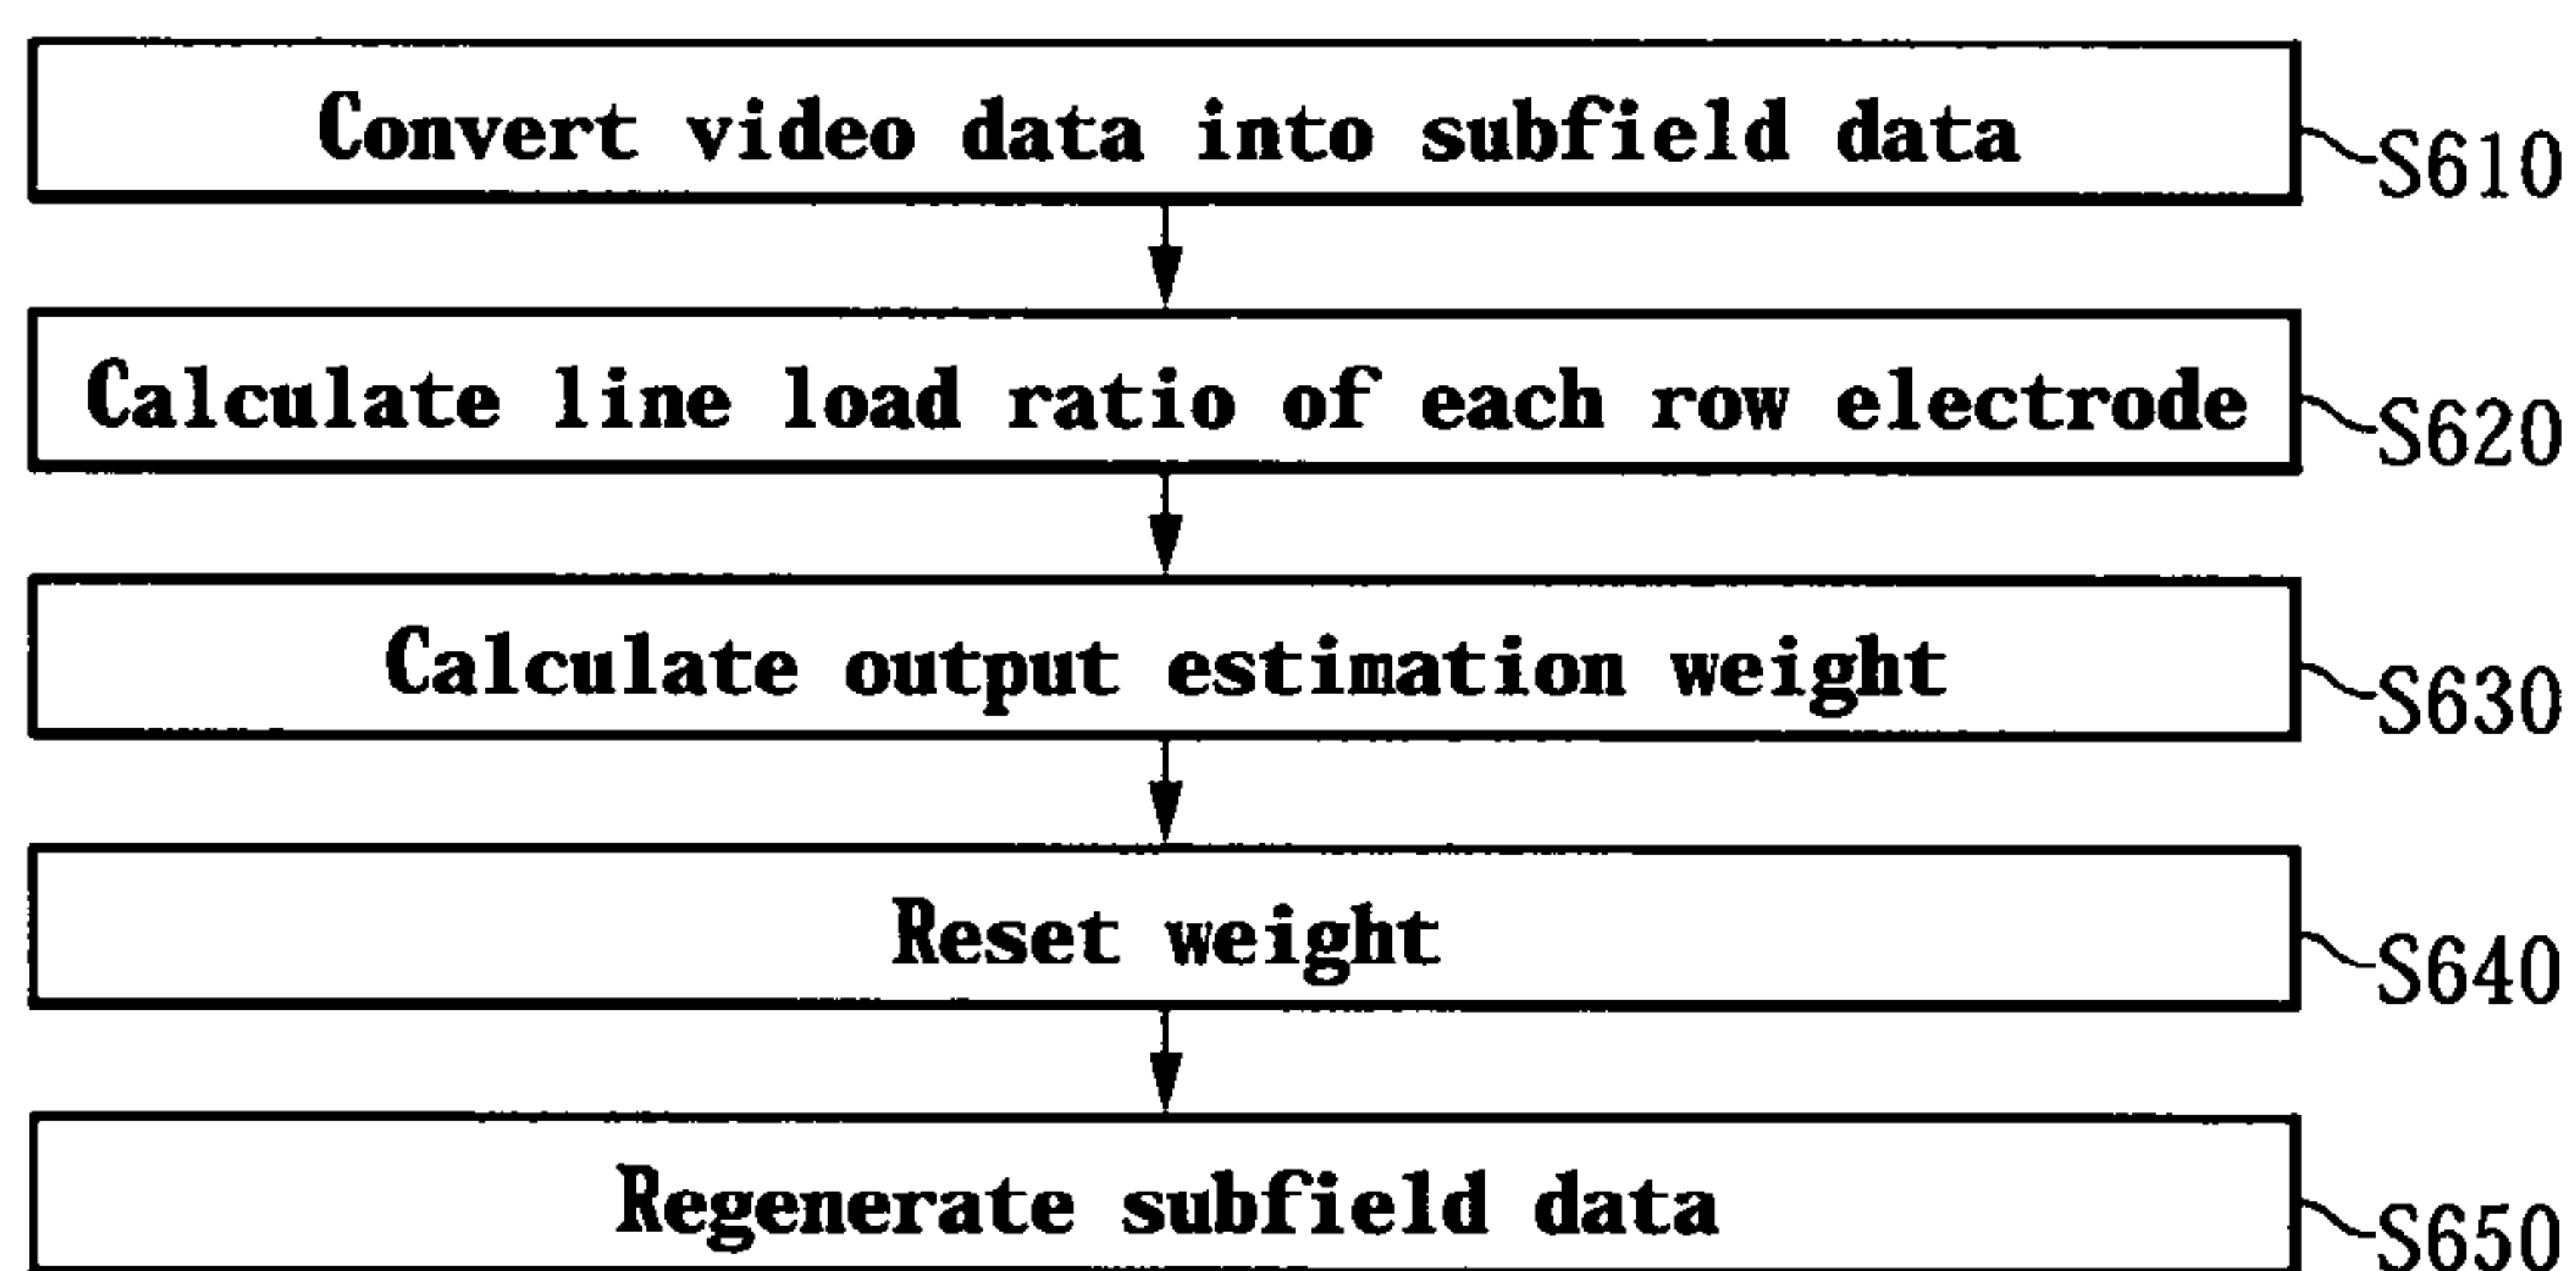 Convert video data into subfield data
S610
Calculate line load ratio of each row electrode
S620
Calculate output estimation weight
S630
Reset weight
S640
Regenerate subfield data
S650